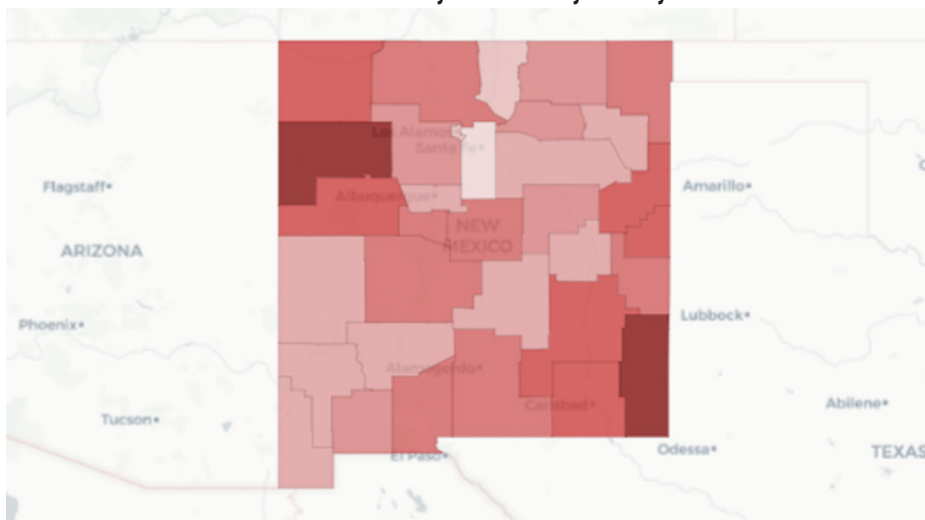 Los Alamos
Santa Fe
Flagstaff
Albuquerque
Amarillo
NEW
MEXICO
ARIZONA
Phoenix
Lubbock
Alamogordo
Carlsbad
Abilene
Tucson
El Paso
Odessa
TEXAS